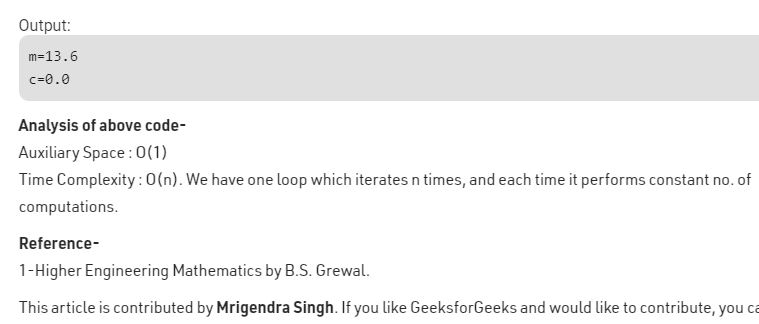 Output:
m=13.6
c=0.0
Analysis of above code-
Auxiliary Space : O(1)
Time Complexity : O(n). We have one loop which iterates n times, and each time it performs constant no. of
computations.
Reference-
1-Higher Engineering Mathematics by B.S. Grewal.
This article is contributed by Mrigendra Singh. If you like GeeksforGeeks and would like to contribute, you